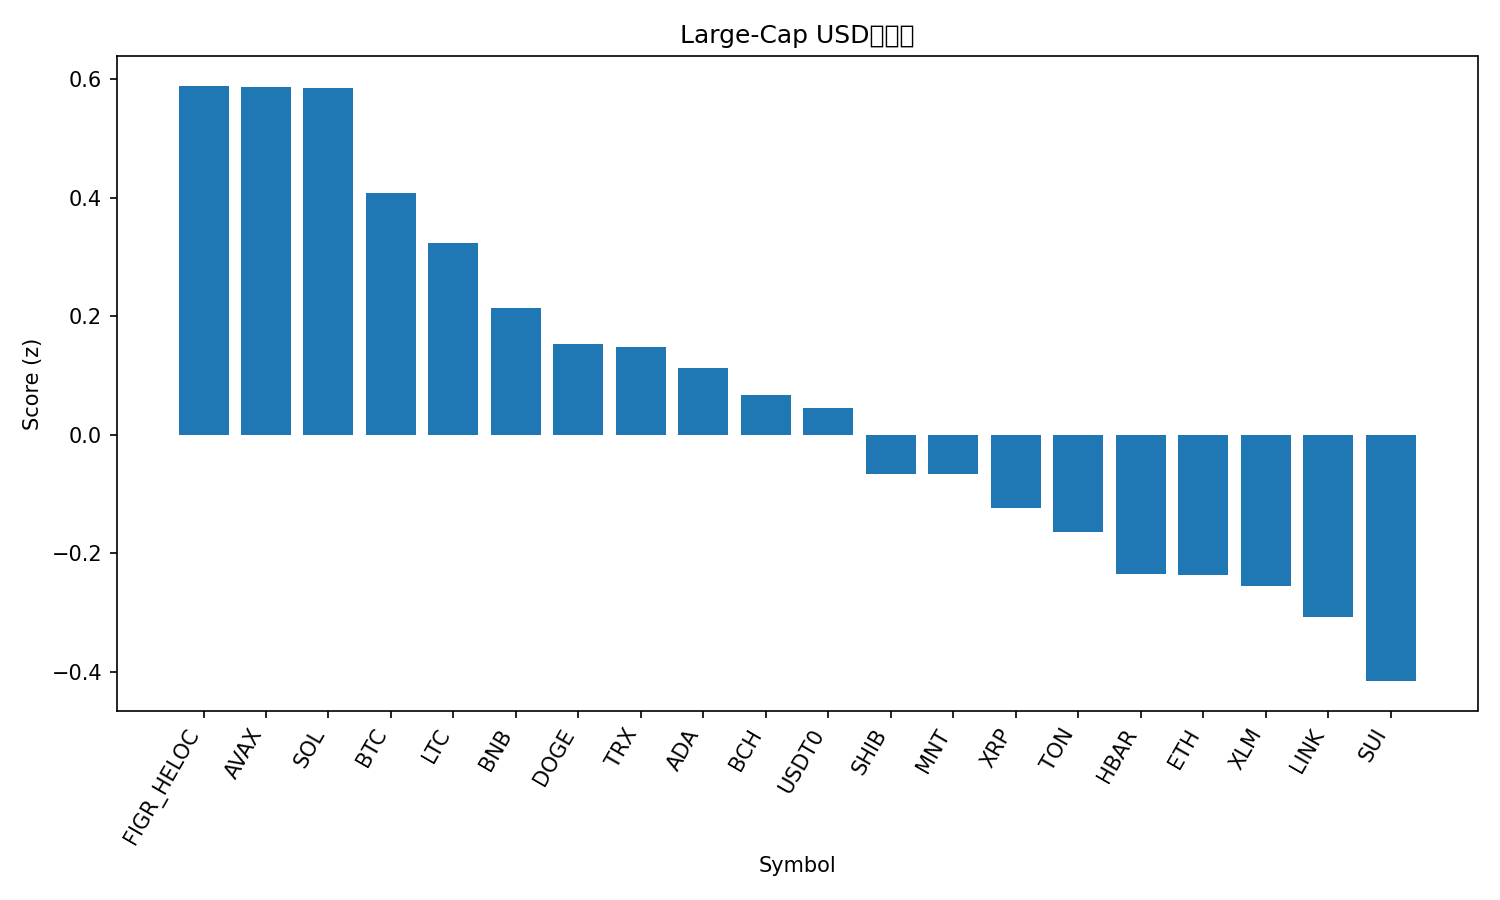 Large-Cap USD
0.6
0.4
0.2
0.0
−0.2
−0.4
Score (z)
FIGR_HELOC
AVAX
SOL
BTC
LTC
BNB
DOGE
TRX
ADA
BCH
USDT0
SHIB
MNT
XRP
TON
HBAR
ETH
XLM
LINK
SUI
Symbol